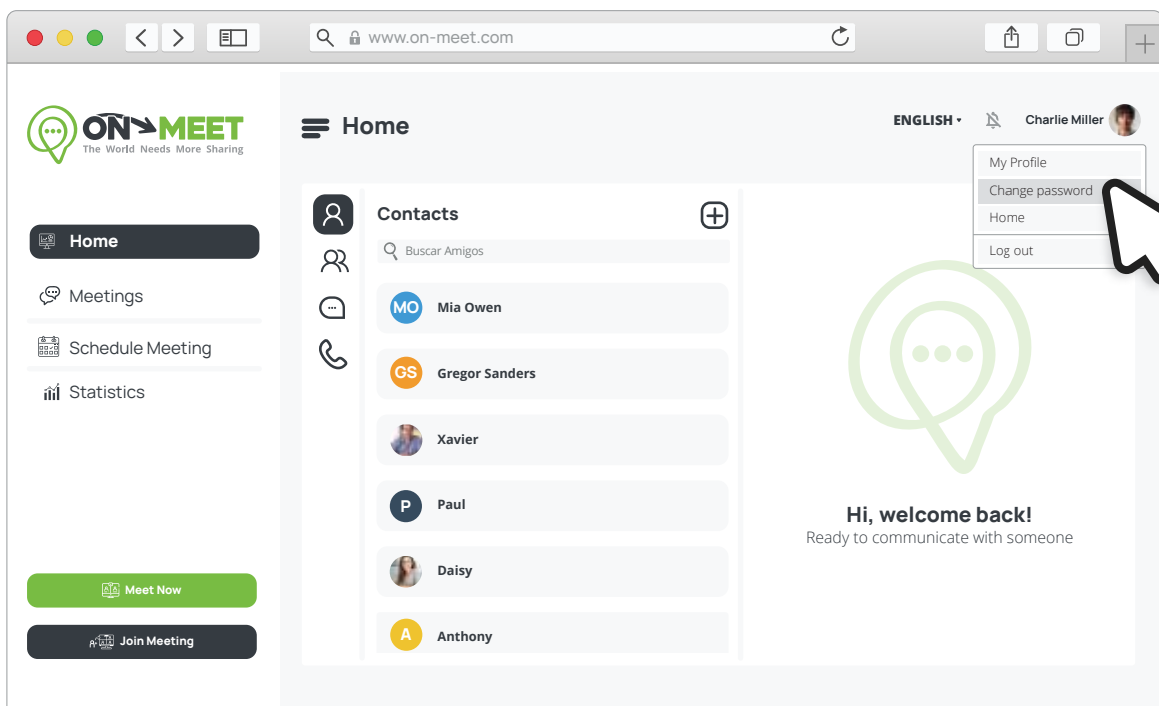 www.on-meet.com
ON MEET
The World Needs More Sharing
Home
ENGLISH
Charlie Miller
My Profile
Change password
Home
Log out
Home
Meetings
Schedule Meeting
Statistics
Meet Now
Join Meeting
Contacts
Buscar Amigos
MO Mia Owen
GS Gregor Sanders
Xavier
P Paul
Daisy
A Anthony
Hi, welcome back!
Ready to communicate with someone